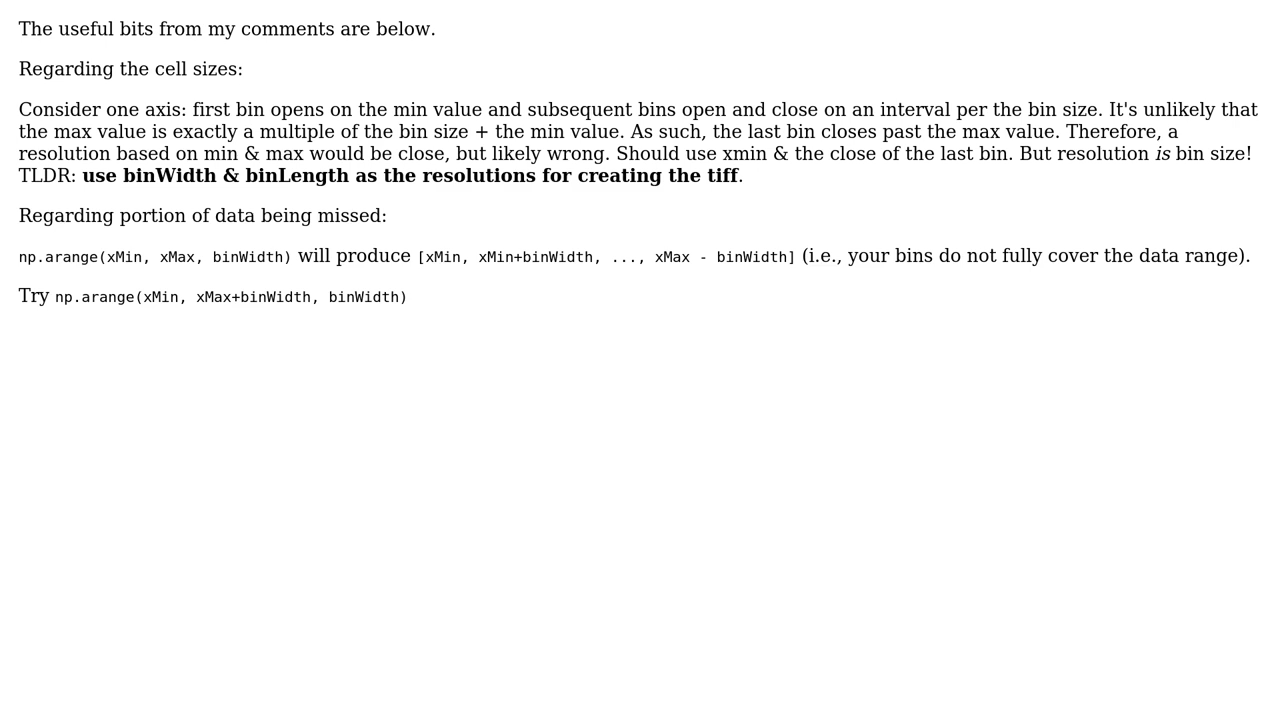 The useful bits from my comments are below.
Regarding the cell sizes:
Consider one axis: first bin opens on the min value and subsequent bins open and close on an interval per the bin size. It's unlikely that
the max value is exactly a multiple of the bin size + the min value. As such, the last bin closes past the max value. Therefore, a
resolution based on min & max would be close, but likely wrong. Should use xmin & the close of the last bin. But resolution is bin size!
TLDR: use binWidth & binLength as the resolutions for creating the tiff.
Regarding portion of data being missed:
np.arange(xMin, xMax, binWidth) will produce [xMin, xMin+binWidth, ..., xMax - binWidth] (i.e., your bins do not fully cover the data range).
Try np.arange(xMin, xMax+binWidth, binWidth)